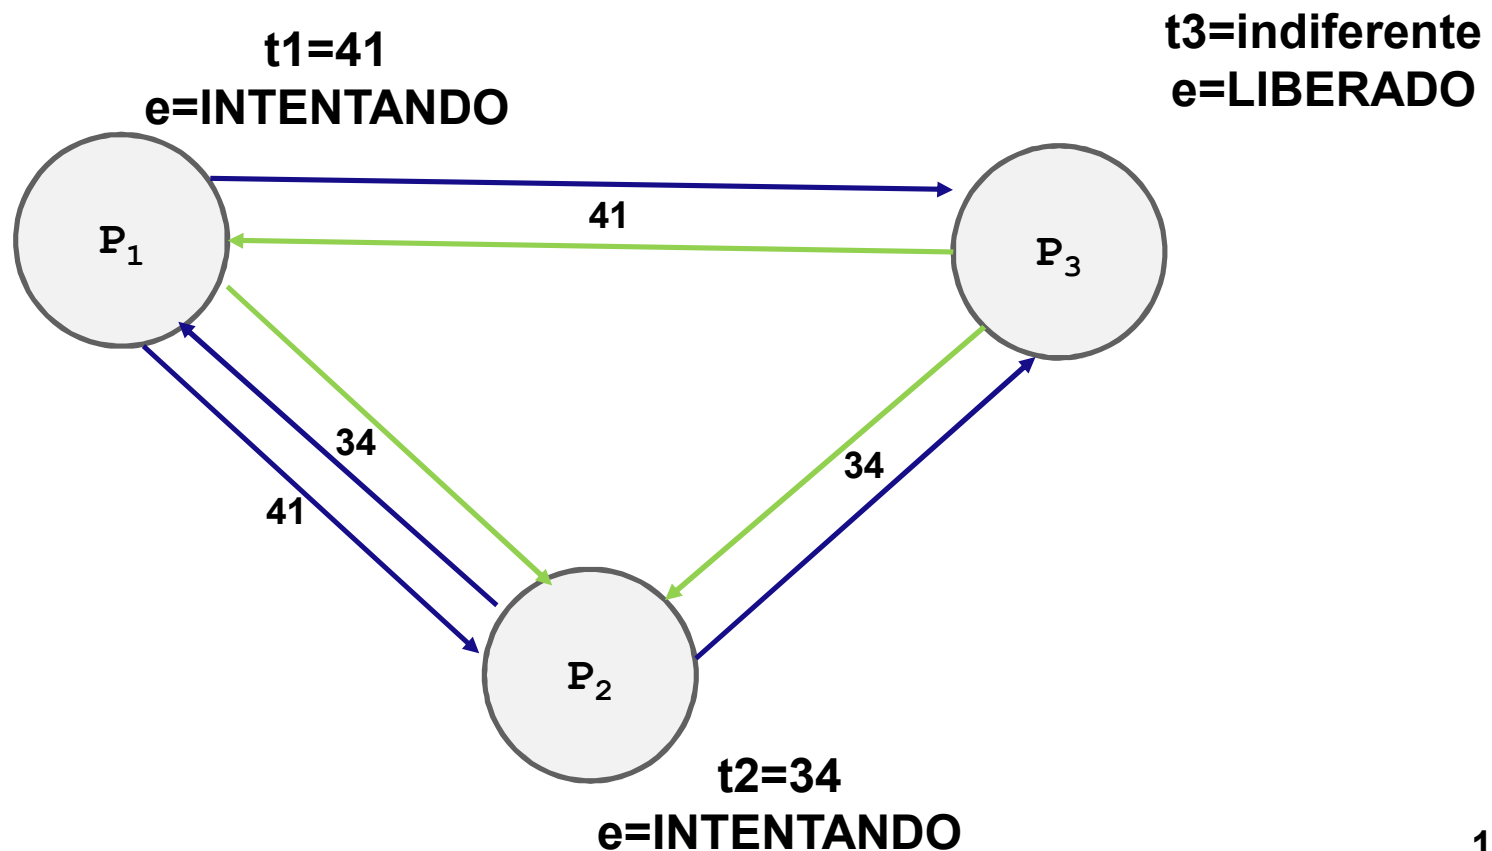 t1=41
e=INTENTANDO
t3=indiferente
e=LIBERADO
P1
41
P3
34
41
34
P2
t2=34
e=INTENTANDO
1